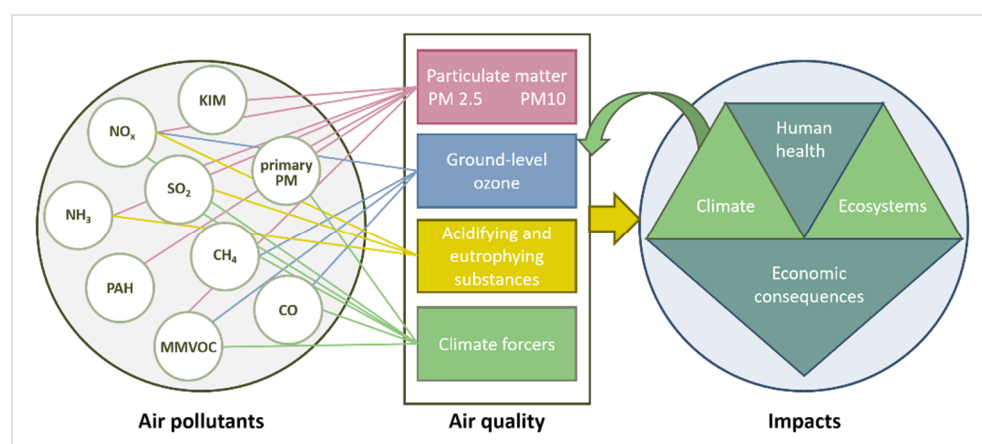 KIM
NOₓ
primary
PM
SO₂
NH₃
CH₄
PAH
CO
MMVOC
Air pollutants
Particulate matter
PM 2.5 PM10
Ground-level
ozone
Acidifying and
eutrophying
substances
Climate forcers
Air quality
Human
health
Climate
Ecosystems
Economic
consequences
Impacts